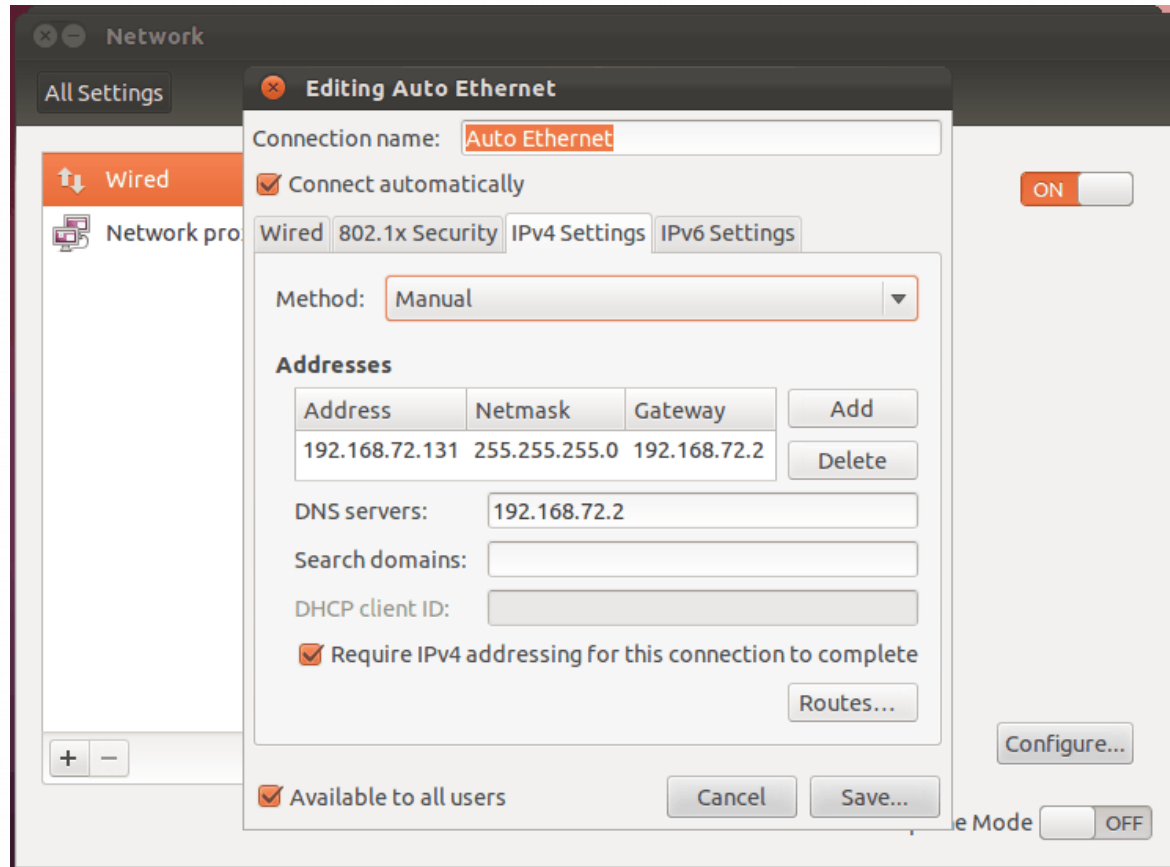 Network
All Settings
Editing Auto Ethernet
Connection name: Auto Ethernet
Connect automatically
Wired
ON
Network pro
Wired 802.1x Security IPv4 Settings IPv6 Settings
Method: Manual
Addresses
Address Netmask Gateway
Add
192.168.72.131 255.255.255.0 192.168.72.2
Delete
DNS servers: 192.168.72.2
Search domains:
DHCP client ID:
Require IPv4 addressing for this connection to complete
Routes...
+ −
Configure...
Available to all users
Cancel Save...
e Mode OFF